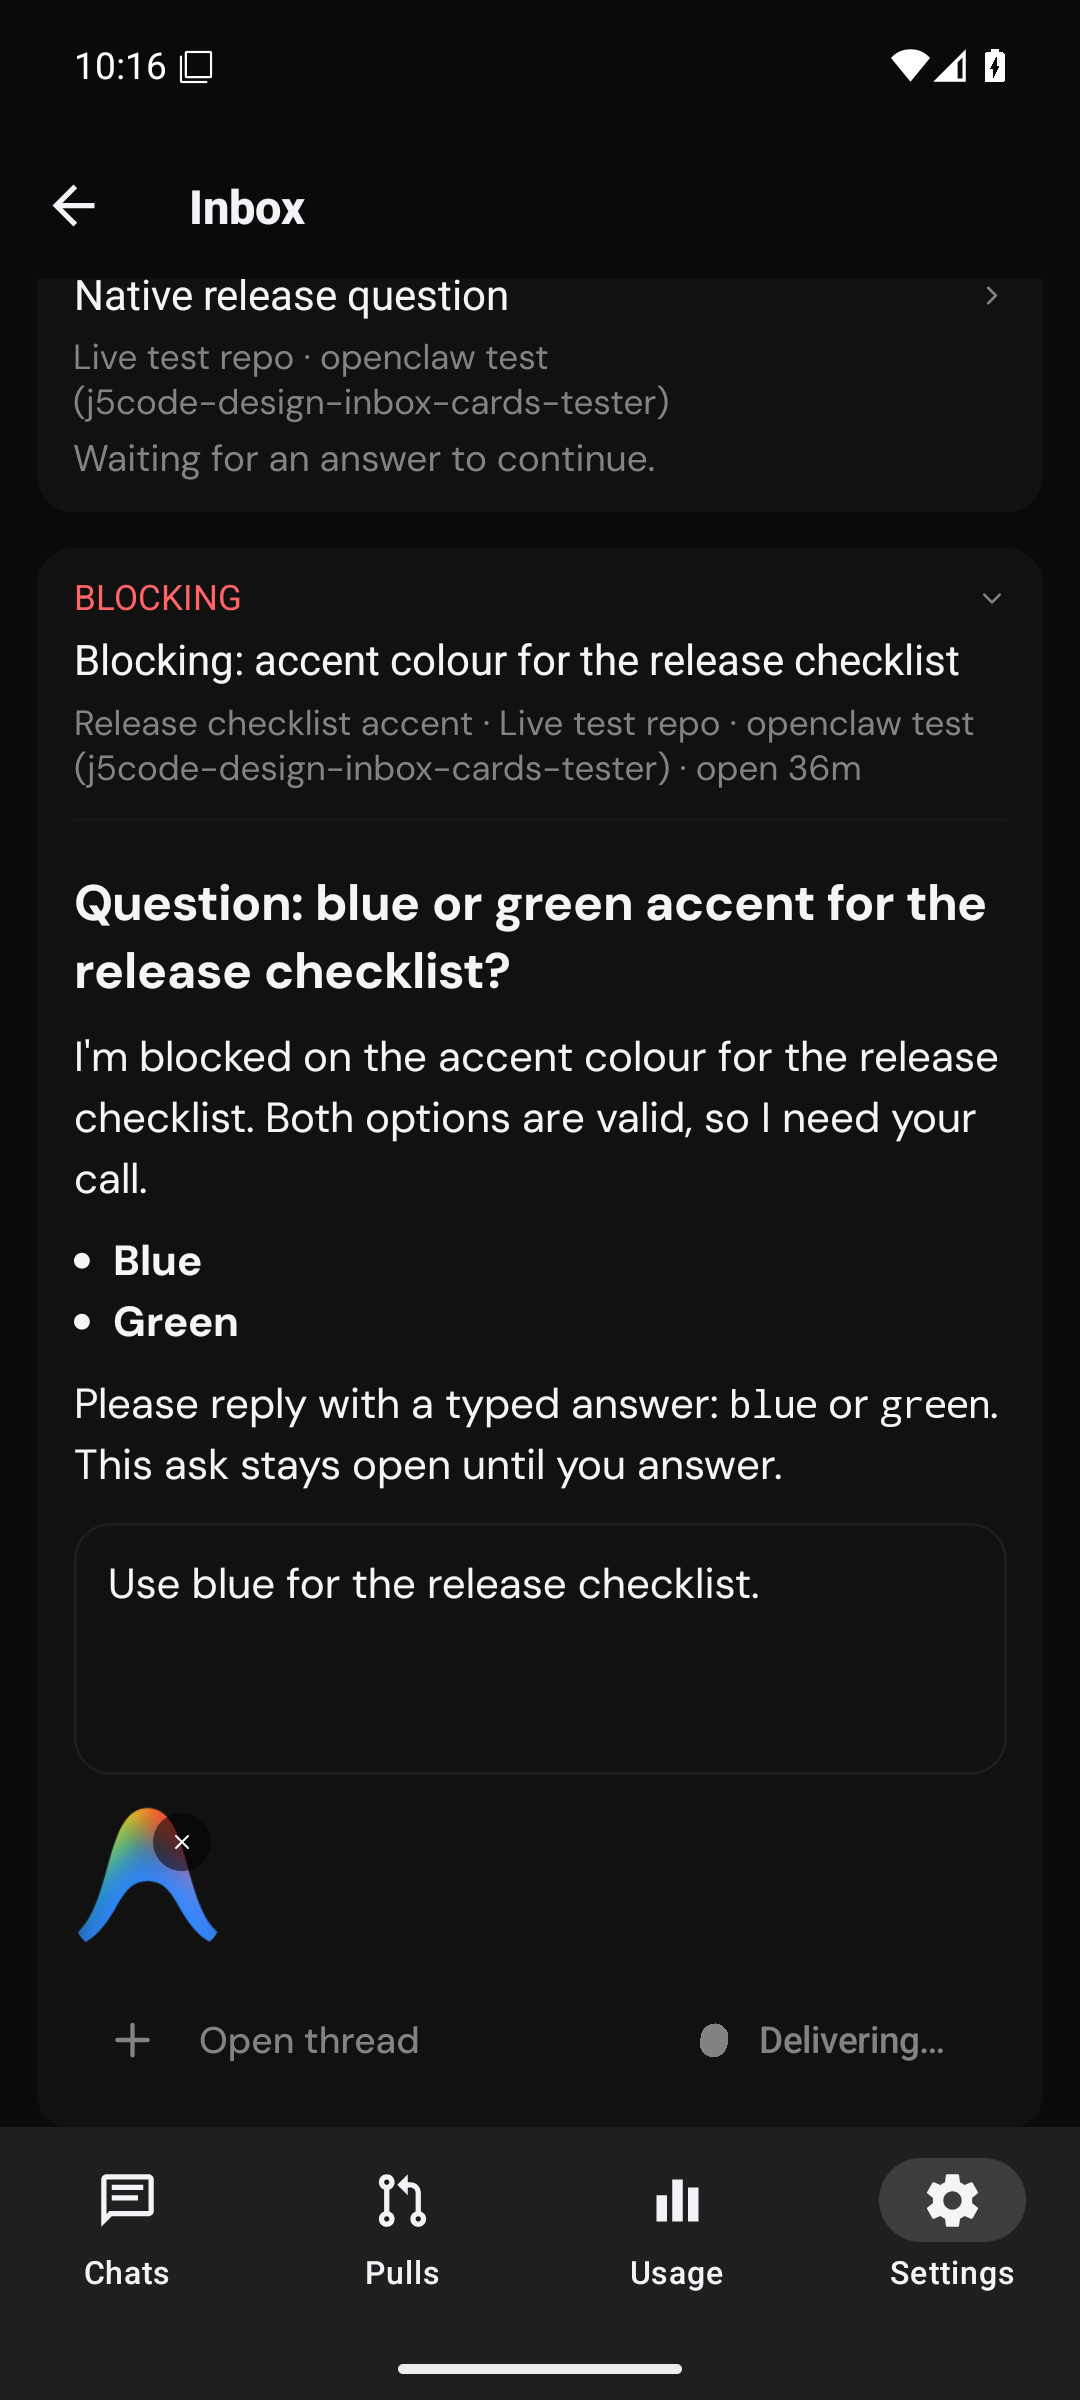 10:16
Inbox
Native release question
Live test repo · openclaw test
(j5code-design-inbox-cards-tester)
Waiting for an answer to continue.
BLOCKING
Blocking: accent colour for the release checklist
Release checklist accent · Live test repo · openclaw test
(j5code-design-inbox-cards-tester) · open 36m
Question: blue or green accent for the
release checklist?
I'm blocked on the accent colour for the release
checklist. Both options are valid, so I need your
call.
• Blue
• Green
Please reply with a typed answer: blue or green.
This ask stays open until you answer.
Use blue for the release checklist.
Open thread
Delivering...
Chats
Pulls
Usage
Settings